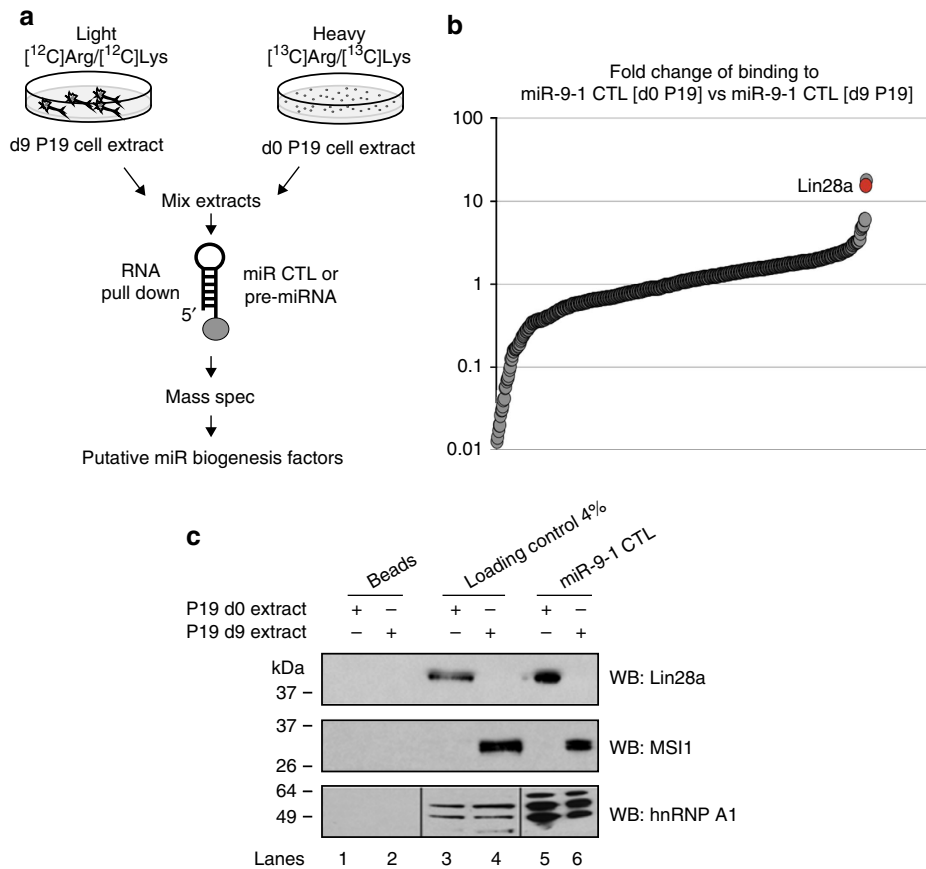 a
Light
[¹²C]Arg/[¹²C]Lys
Heavy
[¹³C]Arg/[¹³C]Lys
d9 P19 cell extract
d0 P19 cell extract
Mix extracts
RNA
pull down
miR CTL or
pre-miRNA
5′
Mass spec
Putative miR biogenesis factors
b
Fold change of binding to
miR-9-1 CTL [d0 P19] vs miR-9-1 CTL [d9 P19]
100
10
1
0.1
0.01
Lin28a
c
Beads
Loading control 4%
miR-9-1 CTL
P19 d0 extract + – + – + –
P19 d9 extract – + – + – +
kDa
37 –
WB: Lin28a
37 –
26 –
WB: MSI1
64 –
49 –
WB: hnRNP A1
Lanes 1 2 3 4 5 6